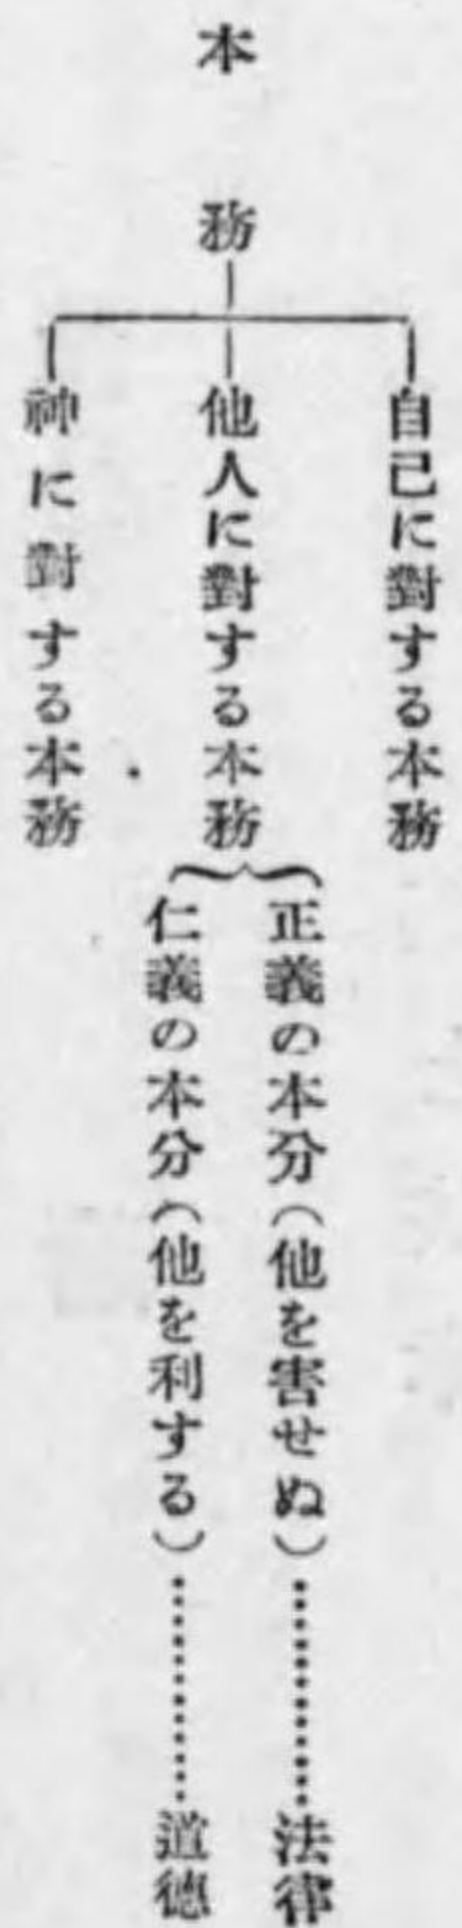 本務
自己に對する本務
他人に對する本務
正義の本分(他を害せぬ)…………法律
仁義の本分(他を利する)…………道德
神に對する本務